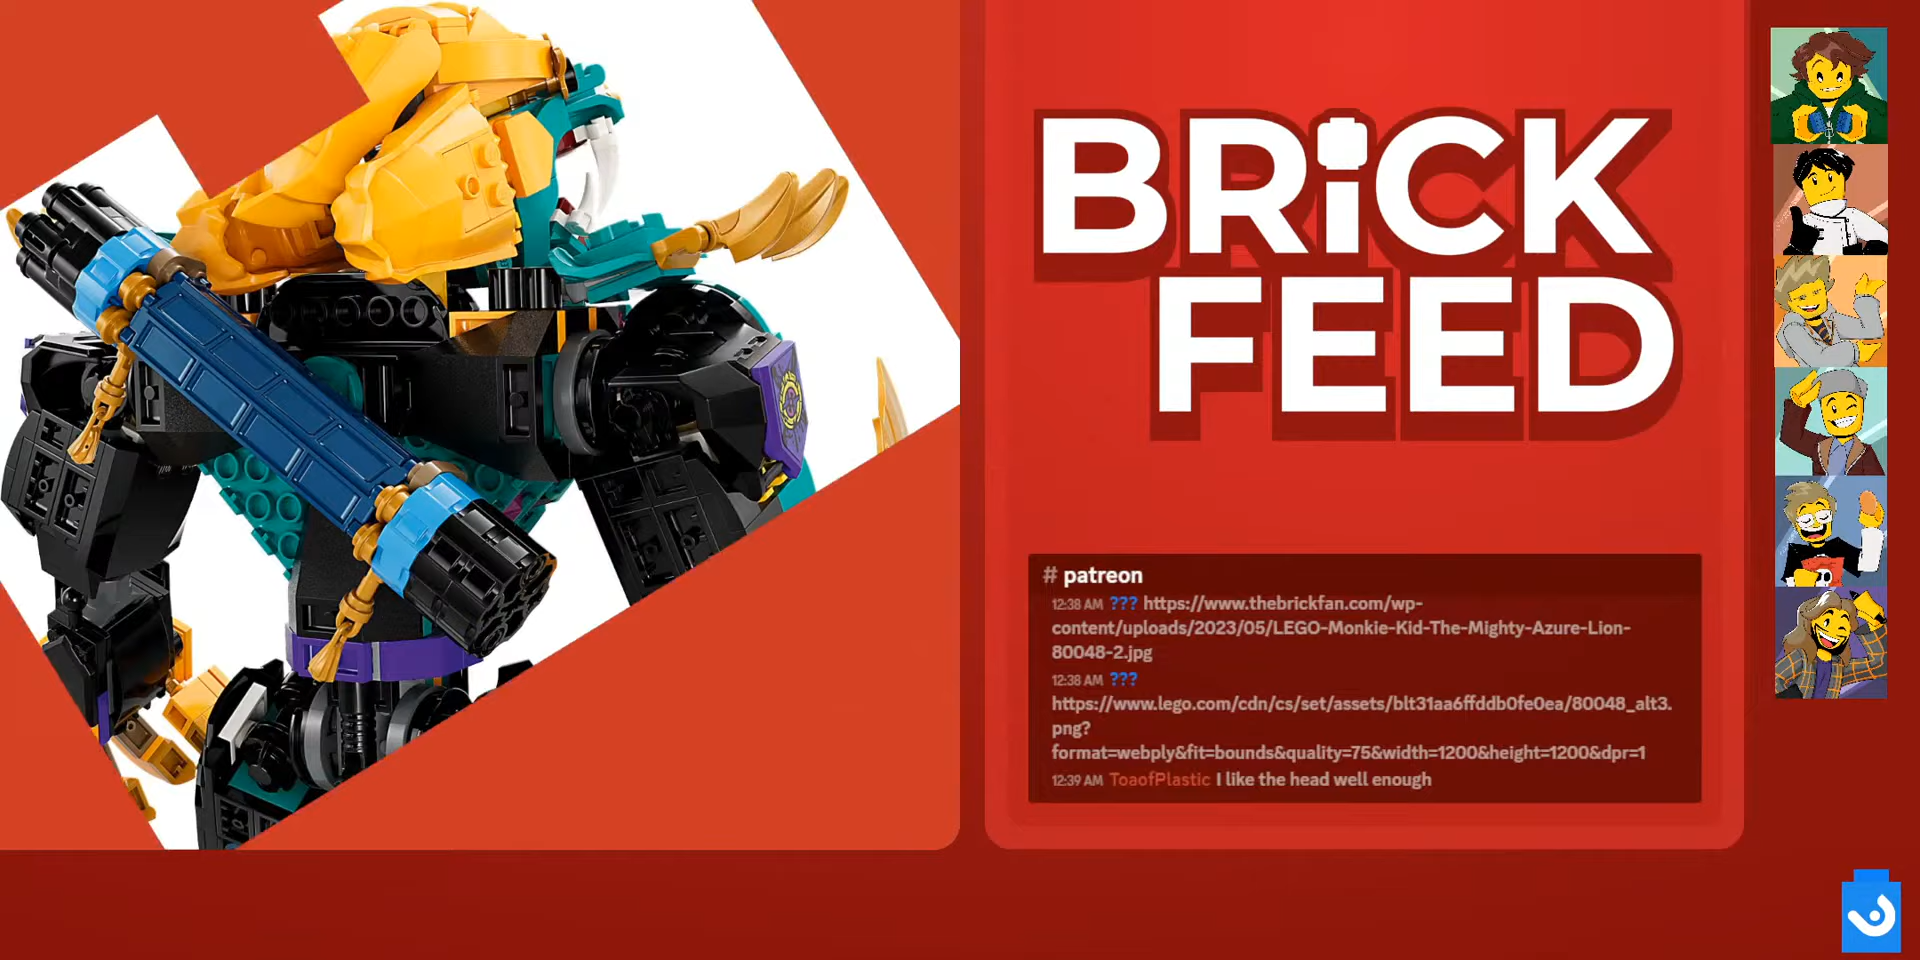 BRiCK
FEED
# patreon
12:38 AM ??? https://www.thebrickfan.com/wp-
content/uploads/2023/05/LEGO-Monkie-Kid-The-Mighty-Azure-Lion-
80048-2.jpg
12:38 AM ???
https://www.lego.com/cdn/cs/set/assets/blt31aa6ffddb0fe0ea/80048_alt3.
png?
format=webply&fit=bounds&quality=75&width=1200&height=1200&dpr=1
12:39 AM ToaofPlastic I like the head well enough